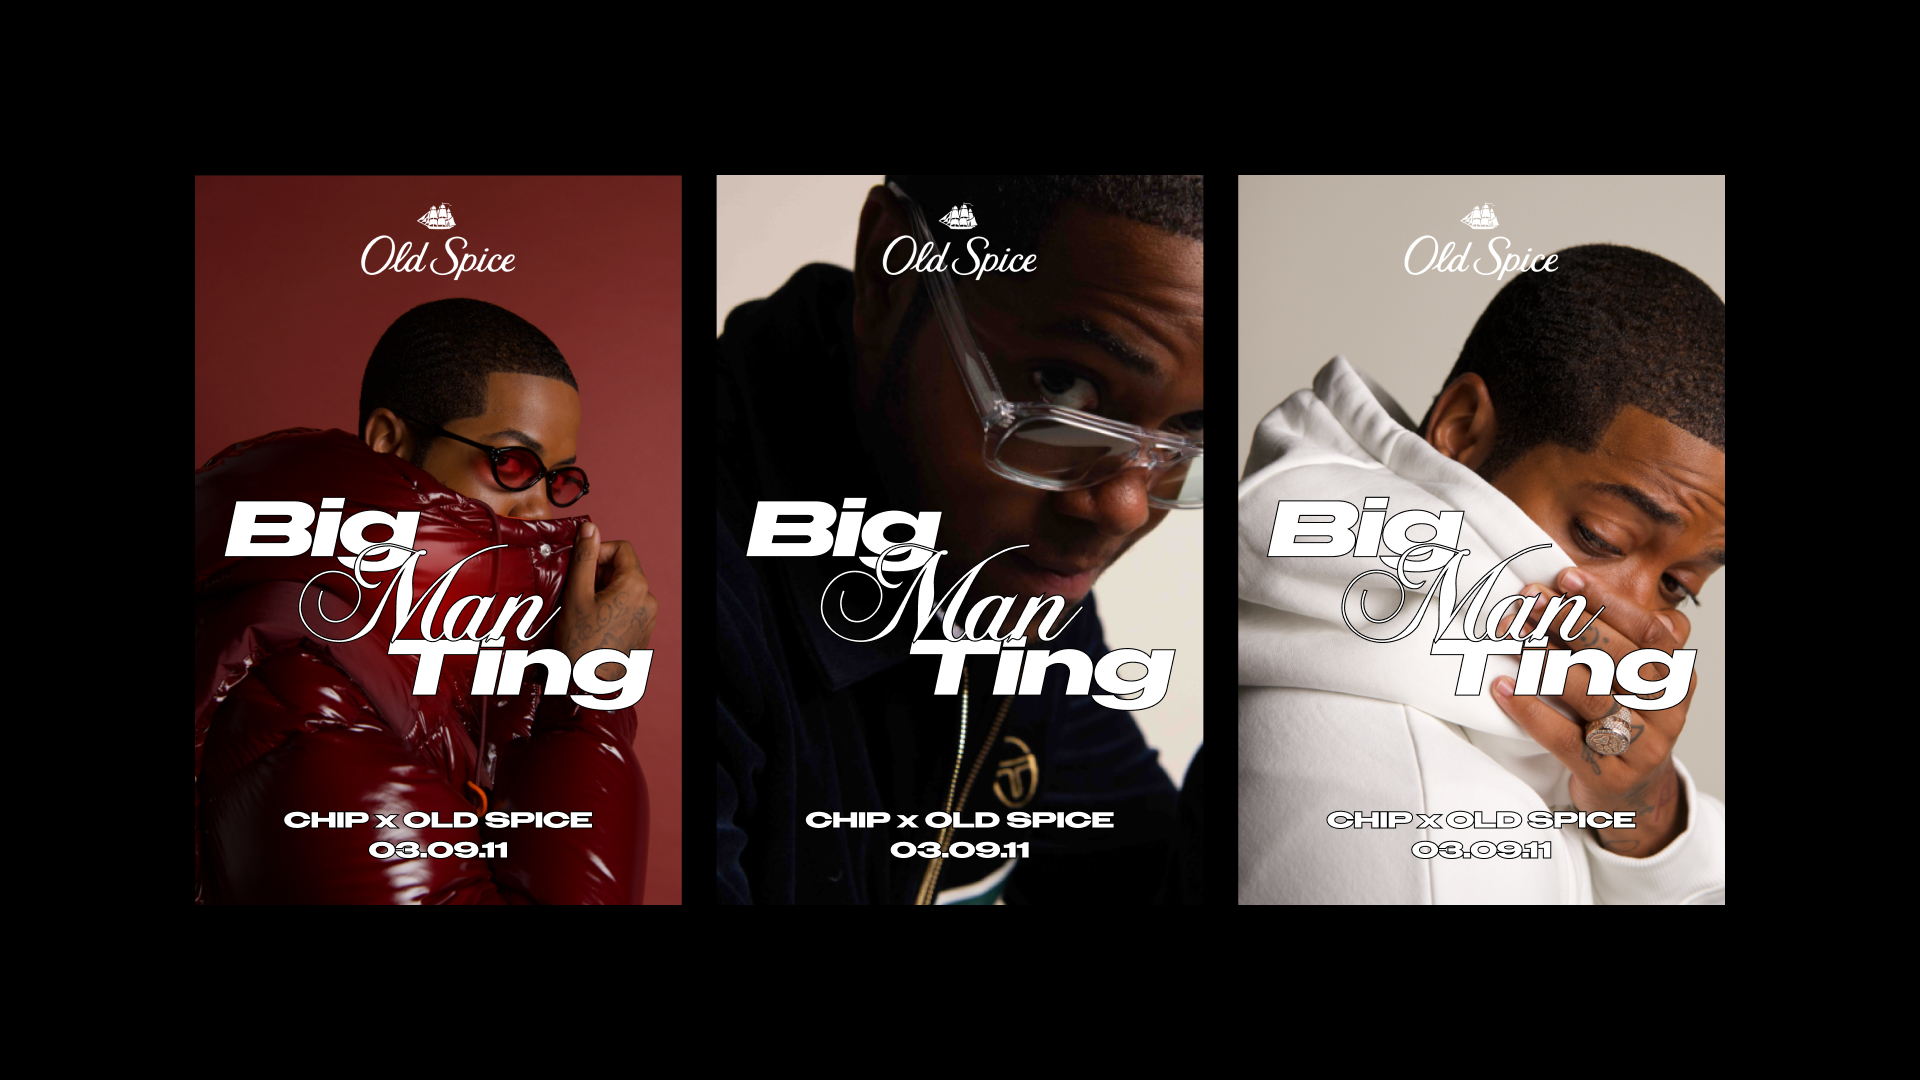 Old Spice
Big
Man
Ting
CHIP x OLD SPICE
03.09.11
Old Spice
Big
Man
Ting
CHIP x OLD SPICE
03.09.11
Old Spice
Big
Man
Ting
CHIP x OLD SPICE
03.09.11